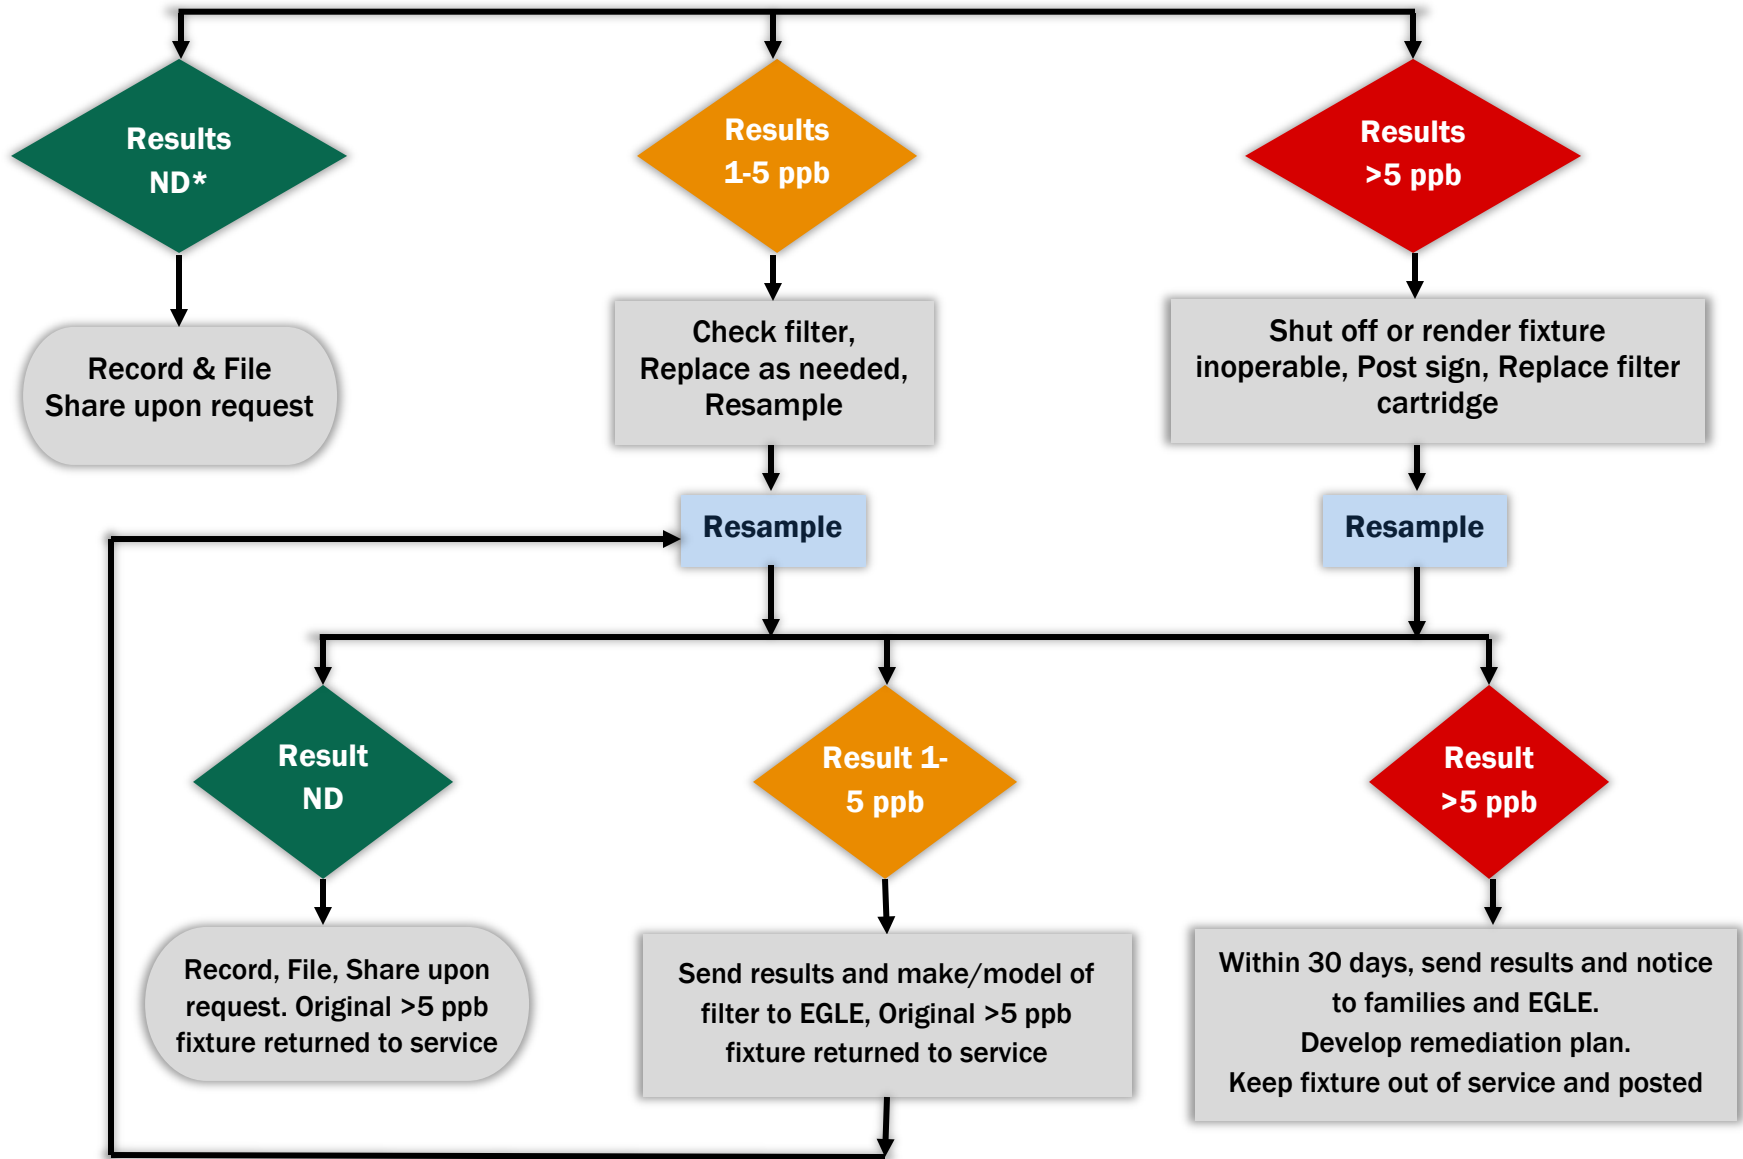 Results
ND*
Results
1-5 ppb
Results
>5 ppb
Record & File
Share upon request
Check filter,
Replace as needed,
Resample
Shut off or render fixture
inoperable, Post sign, Replace filter
cartridge
Resample
Resample
Result
ND
Result 1-
5 ppb
Result
>5 ppb
Record, File, Share upon
request. Original >5 ppb
fixture returned to service
Send results and make/model of
filter to EGLE, Original >5 ppb
fixture returned to service
Within 30 days, send results and notice
to families and EGLE.
Develop remediation plan.
Keep fixture out of service and posted